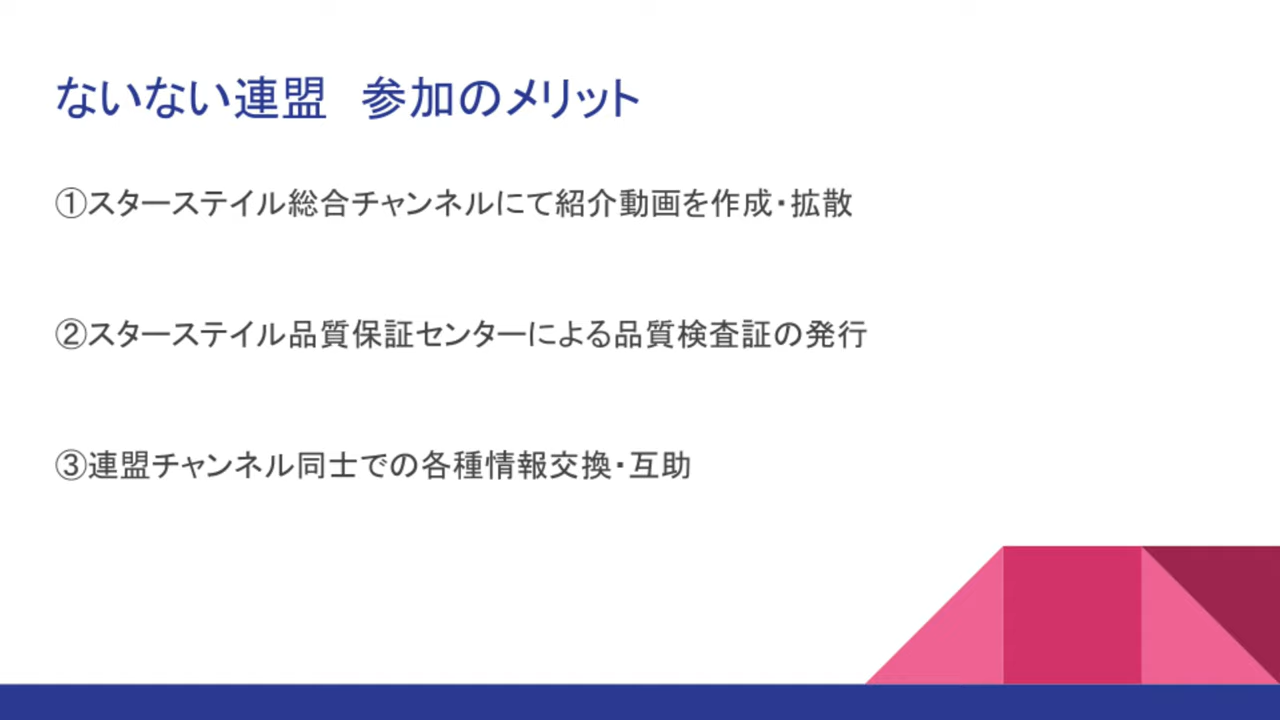 ないない連盟　参加のメリット
①スターステイル総合チャンネルにて紹介動画を作成・拡散
②スターステイル品質保証センターによる品質検査証の発行
③連盟チャンネル同士での各種情報交換・互助